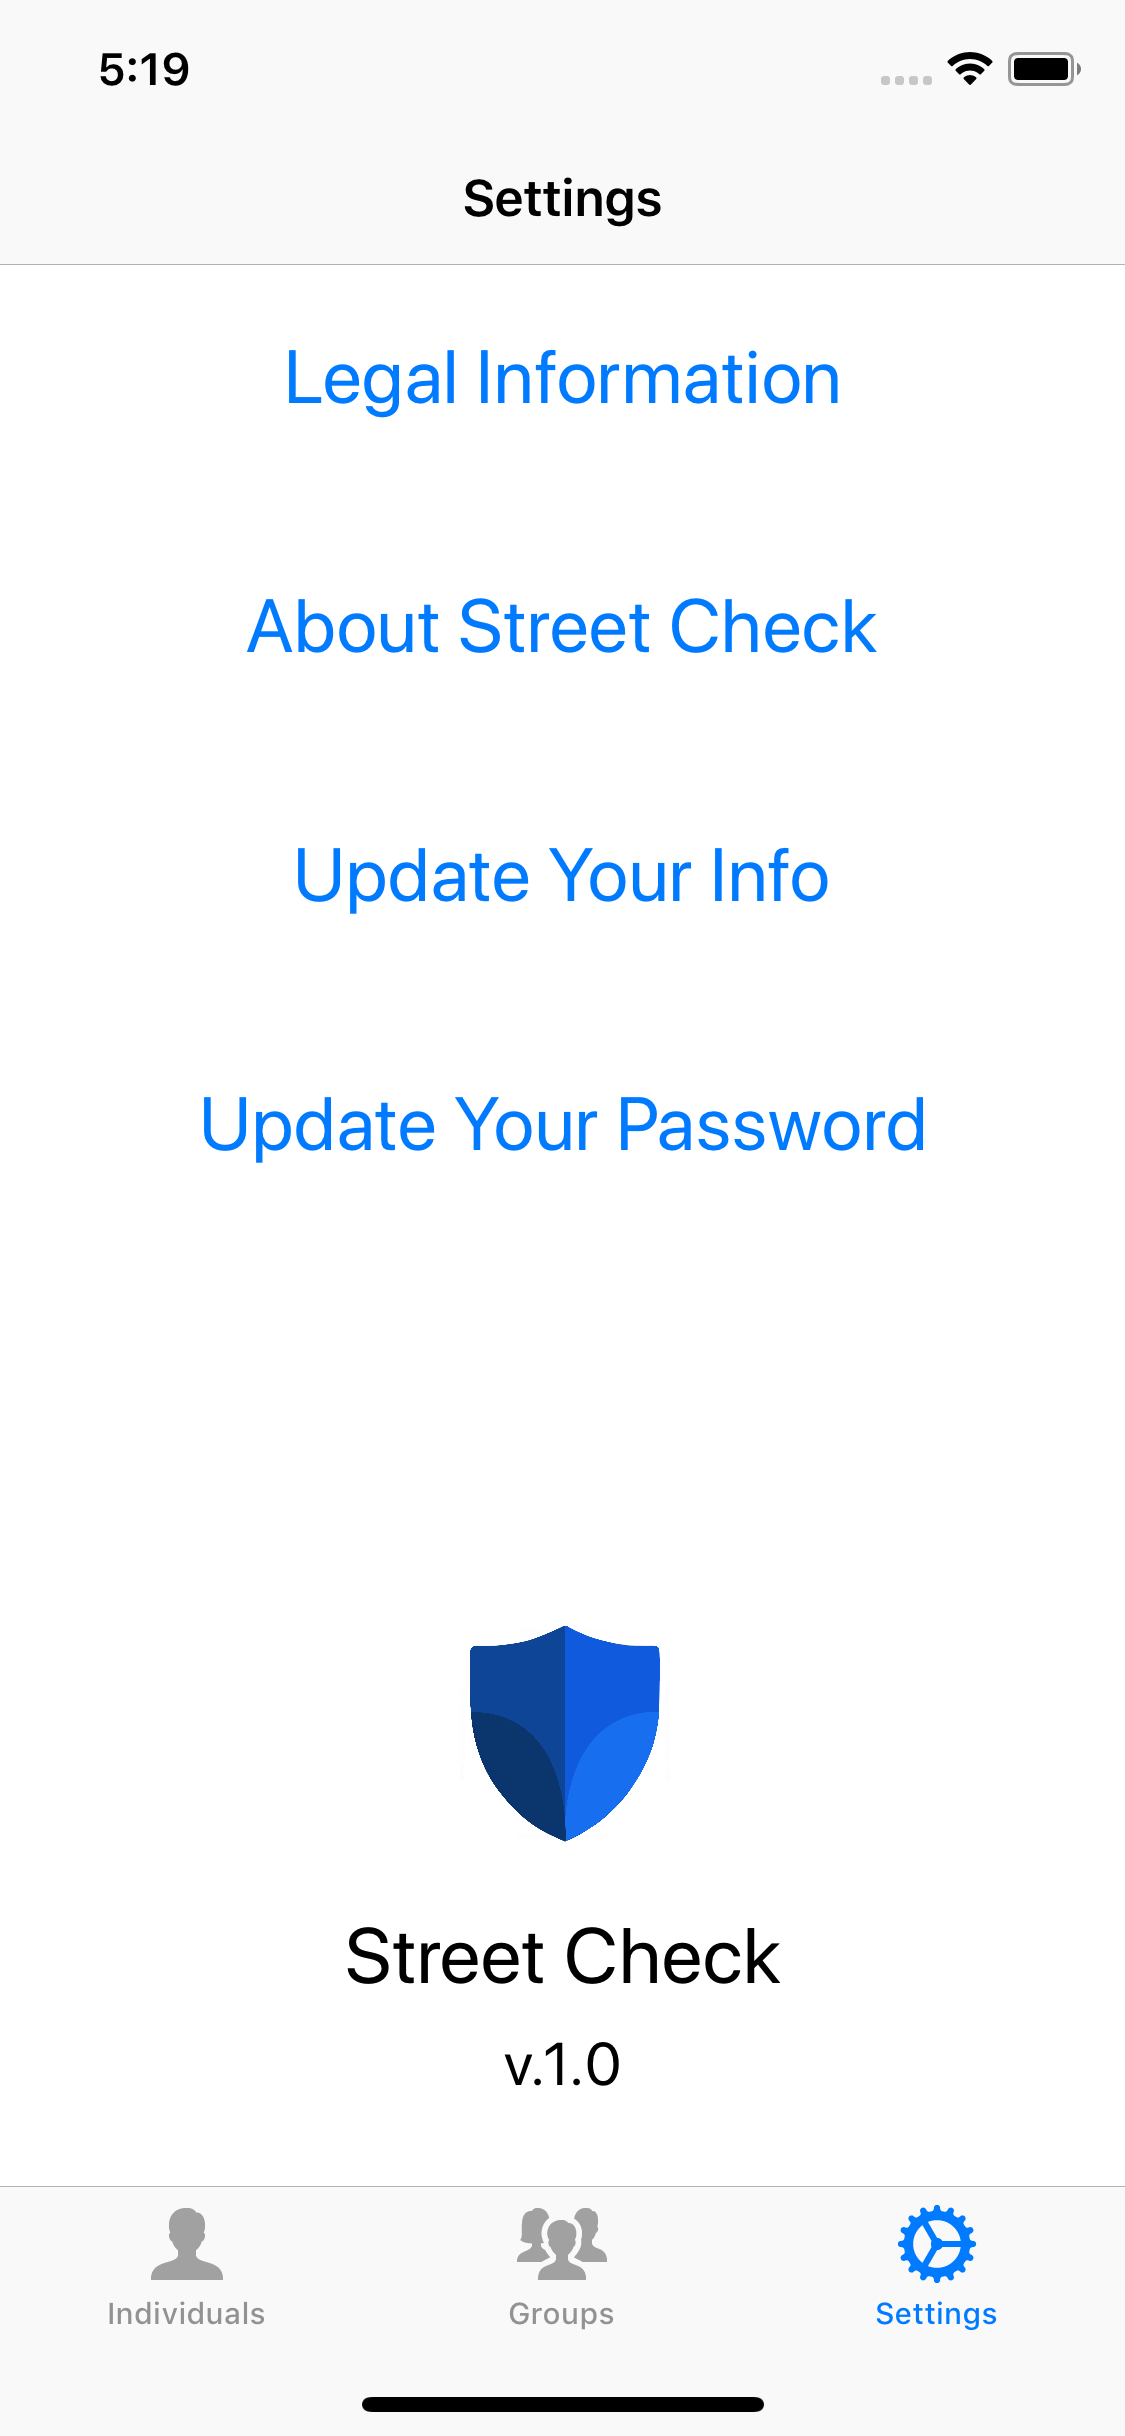 5:19
Settings
Legal Information
About Street Check
Update Your Info
Update Your Password
Street Check
v.1.0
Individuals
Groups
Settings